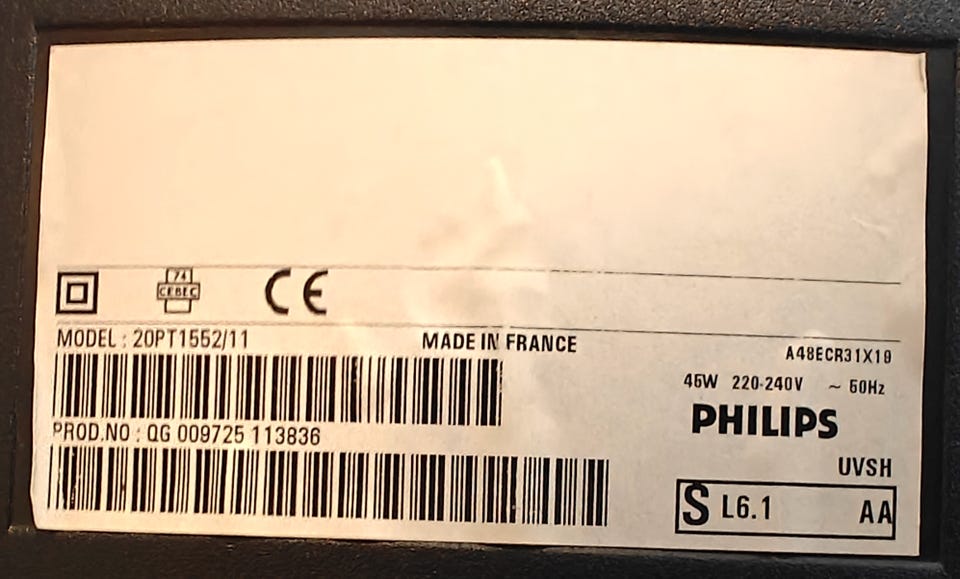 74
CEBEC
CE
MODEL : 20PT1552/11
MADE IN FRANCE
A48ECR31X10
45W 220-240V ~ 50Hz
PHILIPS
PROD.NO : QG 009725 113836
UVSH
S L6.1 AA